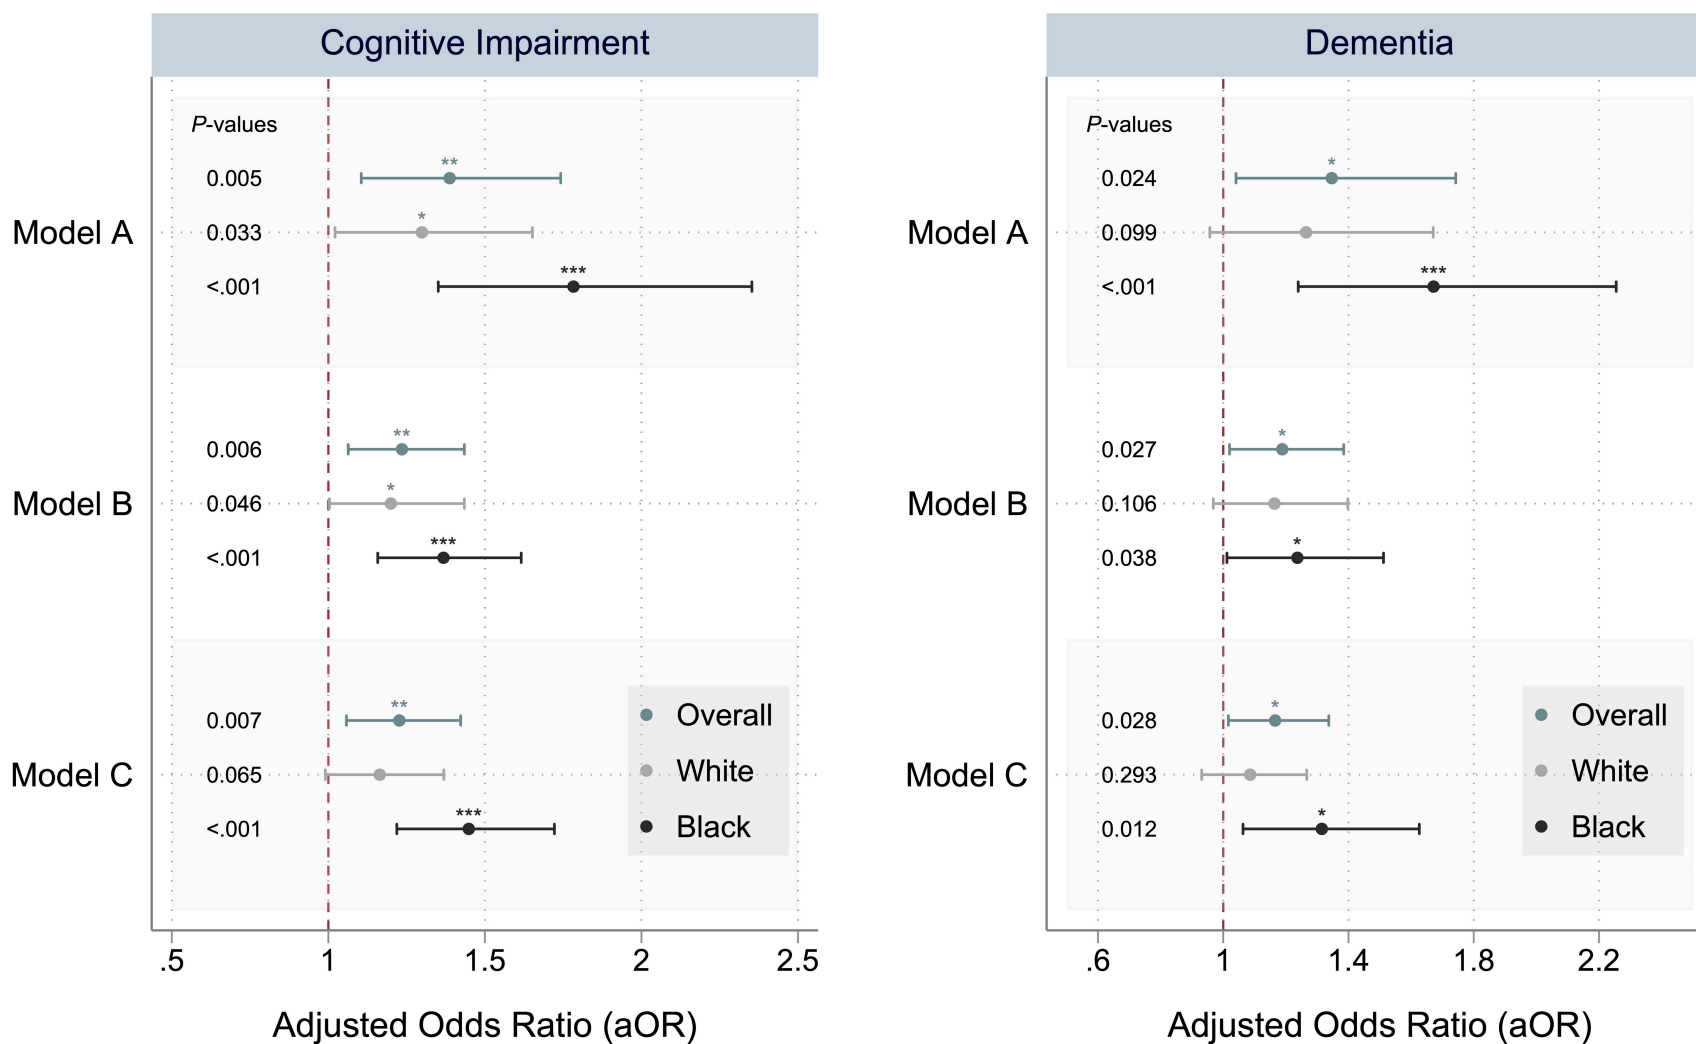 Cognitive Impairment
P-values
**
0.005
*
Model A
0.033
***
<.001
**
0.006
*
Model B
0.046
***
<.001
**
0.007
Model C
0.065
***
<.001
Overall
White
Black
.5 1 1.5 2 2.5
Adjusted Odds Ratio (aOR)
Dementia
P-values
*
0.024
Model A
0.099
***
<.001
*
0.027
Model B
0.106
*
0.038
*
0.028
Model C
0.293
*
0.012
Overall
White
Black
.6 1 1.4 1.8 2.2
Adjusted Odds Ratio (aOR)